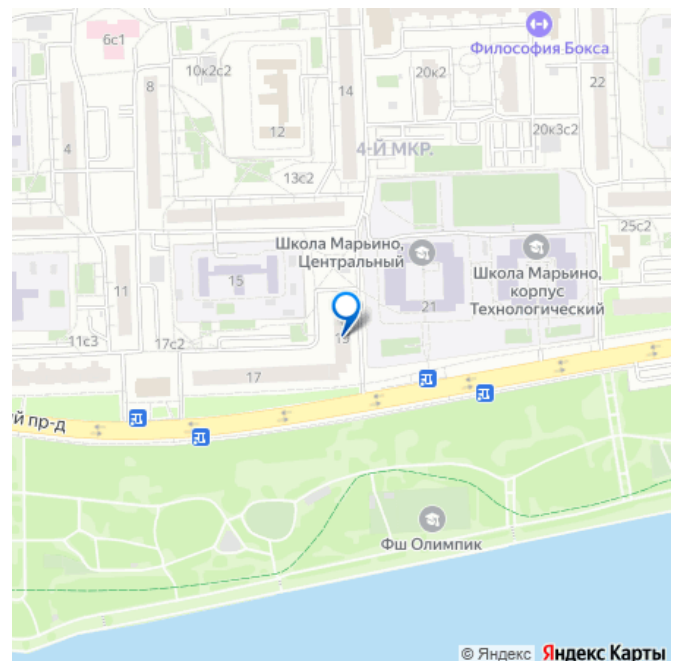 6с1
Философия Бокса
10к2с2
20к2
8
14
22
12
20к3с2
4
4-Й МКР.
13с2
25с2
Школа Марьино,
Центральный
Школа Марьино,
корпус
Технологический
15
11
21
11с3
17с2
17
й пр-д
Фш Олимпик
© Яндекс Яндекс Карты